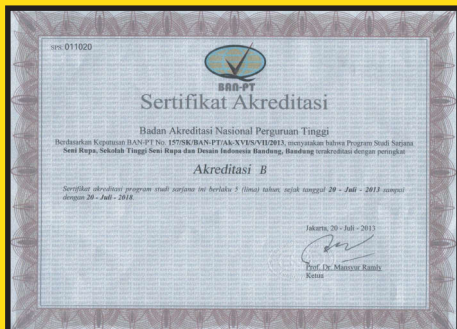 SPS: 011020
BAN-PT
Sertifikat Akreditasi
Badan Akreditasi Nasional Perguruan Tinggi
Berdasarkan Keputusan BAN-PT No. 157/SK/BAN-PT/Ak-XVI/S/VII/2013, menyatakan bahwa Program Studi Sarjana
Seni Rupa, Sekolah Tinggi Seni Rupa dan Desain Indonesia Bandung, Bandung terakreditasi dengan peringkat
Akreditasi B
Sertifikat akreditasi program studi sarjana ini berlaku 5 (lima) tahun, sejak tanggal 20 - Juli - 2013 sampai
dengan 20 - Juli - 2018.
Jakarta, 20 - Juli - 2013
Prof. Dr. Mansyur Ramly
Ketua